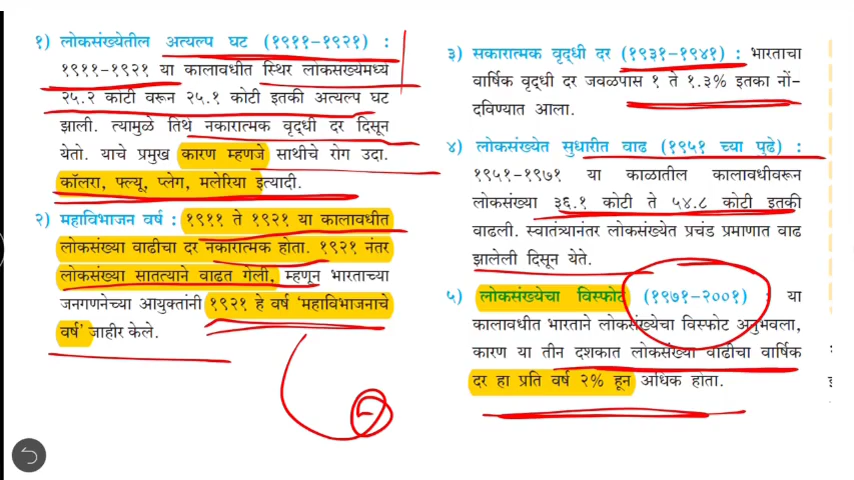 १) लोकसंख्येतील अत्यल्प घट (१९११-१९२१) :
१९११-१९२१ या कालावधीत स्थिर लोकसख्यमध्ये
२५.२ कोटी वरून २५.१ कोटी इतकी अत्यल्प घट
झाली. त्यामुळे तिथे नकारात्मक वृद्धी दर दिसून
येतो. याचे प्रमुख कारण म्हणजे साथीचे रोग उदा.
कॉलरा, फ्ल्यू, प्लेग, मलेरिया इत्यादी.
२) महाविभाजन वर्ष : १९११ ते १९२१ या कालावधीत
लोकसंख्या वाढीचा दर नकारात्मक होता. १९२१ नंतर
लोकसंख्या सातत्याने वाढत गेली, म्हणून भारताच्या
जनगणनेच्या आयुक्तांनी १९२१ हे वर्ष ‘महाविभाजनाचे
वर्ष’ जाहीर केले.
३) सकारात्मक वृद्धी दर (१९३१-१९४१) : भारताचा
वार्षिक वृद्धी दर जवळपास १ ते १.३% इतका नों-
दविण्यात आला.
४) लोकसंख्येत सुधारीत वाढ (१९५१ च्या पुढे) :
१९५१-१९७१ या काळातील कालावधीवरून
लोकसंख्या ३६.१ कोटी ते ५४.८ कोटी इतकी
वाढली. स्वातंत्र्यानंतर लोकसंख्येत प्रचंड प्रमाणात वाढ
झालेली दिसून येते.
५) लोकसंख्येचा विस्फोट (१९७१-२००१) : या
कालावधीत भारताने लोकसंख्येचा विस्फोट अनुभवला,
कारण या तीन दशकात लोकसंख्या वाढीचा वार्षिक
दर हा प्रति वर्ष २% हून अधिक होता.